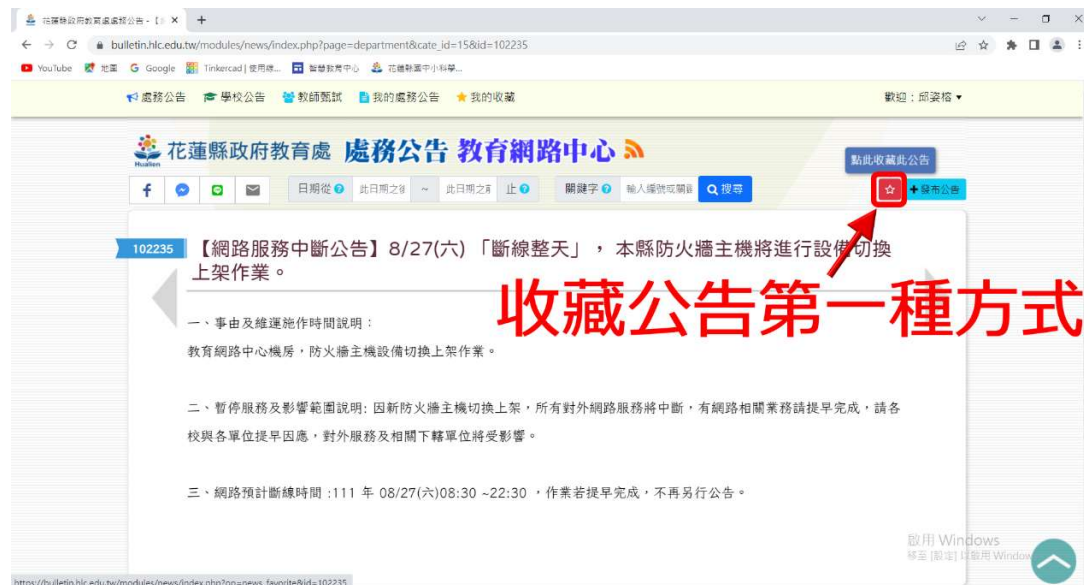 花蓮縣政府教育處處務公告 - 【
bulletin.hlc.edu.tw/modules/news/index.php?page=department&cate_id=15&id=102235
YouTube 地圖 Google Tinkercad | 使用線... 智慧教育中心 花蓮縣國中小科學...
處務公告 學校公告 教師甄試 我的處務公告 我的收藏 歡迎：邱姿榕
Hualien 花蓮縣政府教育處 處務公告 教育網路中心
點此收藏此公告
日期從 此日期之後 ~ 此日期之前 止 關鍵字 輸入編號或關鍵 搜尋 發布公告
102235 【網路服務中斷公告】8/27(六) 「斷線整天」， 本縣防火牆主機將進行設備切換
上架作業。
收藏公告第一種方式
一、事由及維運施作時間說明：
教育網路中心機房，防火牆主機設備切換上架作業。
二、暫停服務及影響範圍說明: 因新防火牆主機切換上架，所有對外網路服務將中斷，有網路相關業務請提早完成，請各
校與各單位提早因應，對外服務及相關下轄單位將受影響。
三、網路預計斷線時間 :111 年 08/27(六)08:30 ~22:30 ，作業若提早完成，不再另行公告。
啟用 Windows
移至 [設定] 以啟用 Window
https://bulletin.hlc.edu.tw/modules/news/index.php?op=news_favorite&id=102235